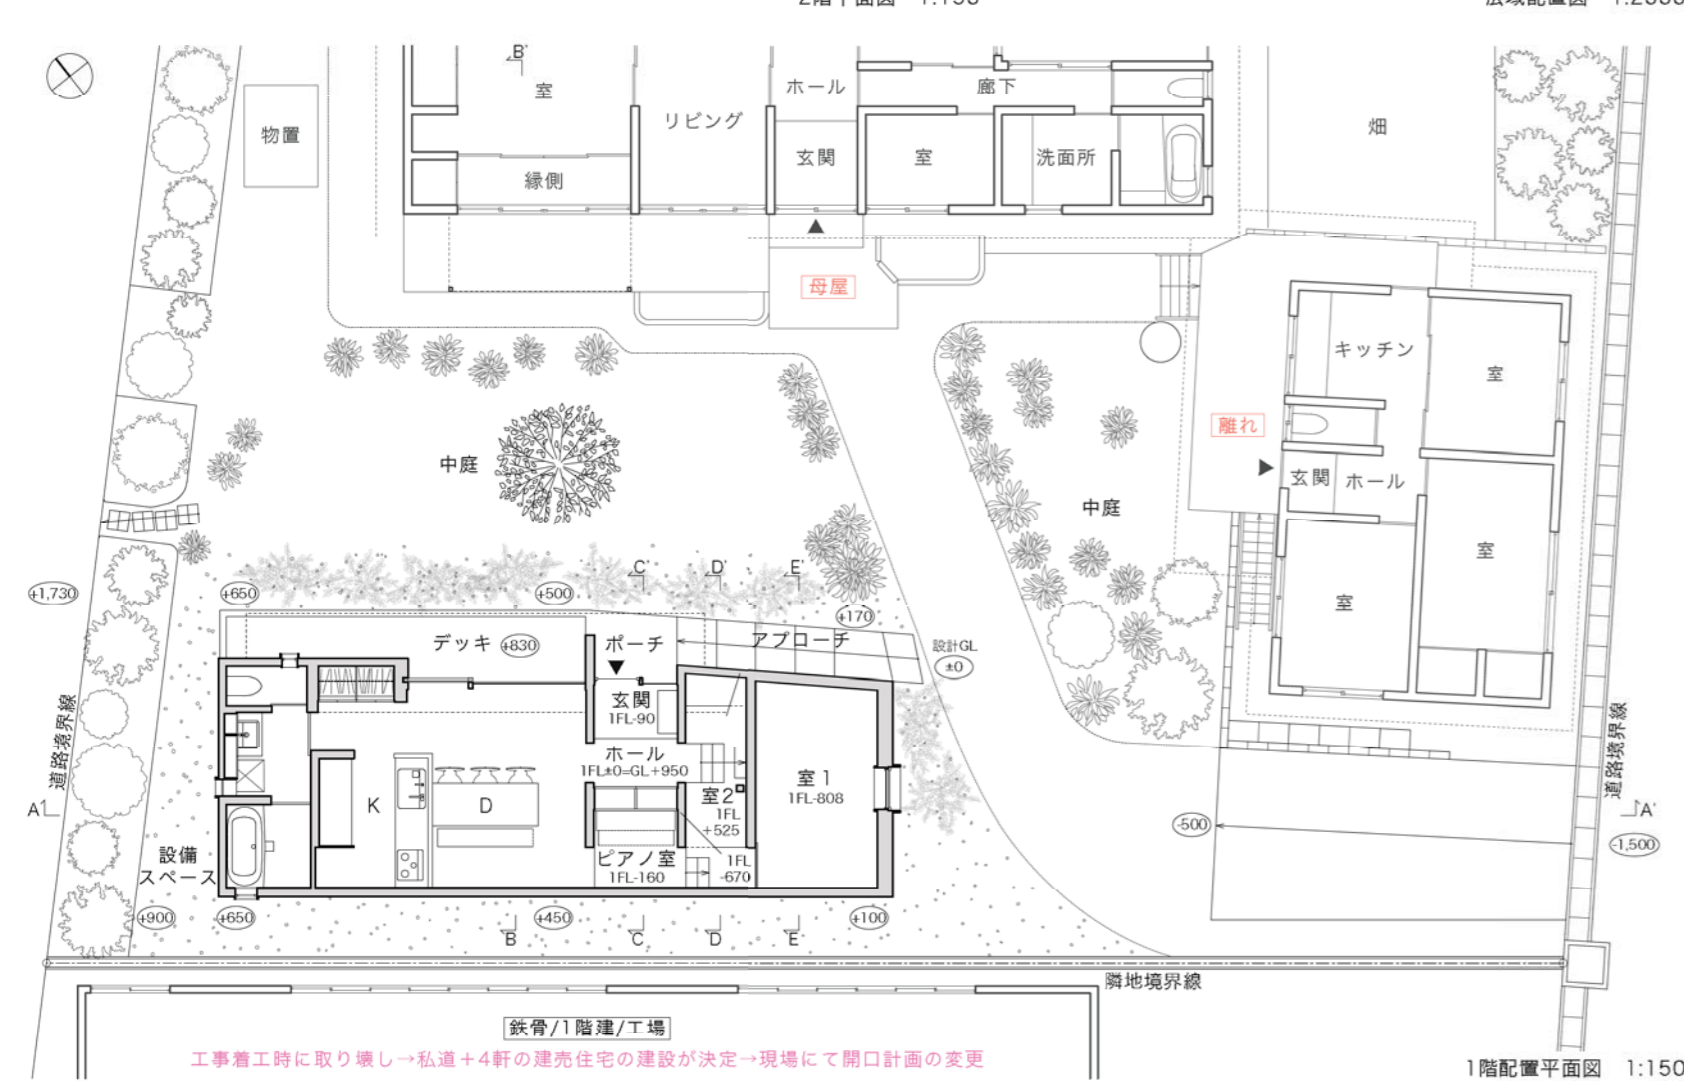 2階平面図 1:150
広域配置図
B'
室
ホール
廊下
リビング
物置
玄関
室
洗面所
畑
縁側
母屋
キッチン
室
離れ
中庭
玄関
ホール
中庭
室
C'
D'
E'
+1,730
+650
+500
+170
室
デッキ
+830
ポーチ
アプローチ
設計GL
±0
玄関
1FL-90
道路境界線
道路境界線
ホール
1FL±0=GL+950
室1
1FL-808
室2
1FL
+525
K
D
A
A'
-500
-1,500
設備
スペース
ピアノ室
1FL-160
1FL
-670
+900
+650
+450
+100
B
C
D
E
隣地境界線
鉄骨/1階建/工場
工事着工時に取り壊し→私道＋4軒の建売住宅の建設が決定→現場にて開口計画の変更
1階配置平面図 1:150